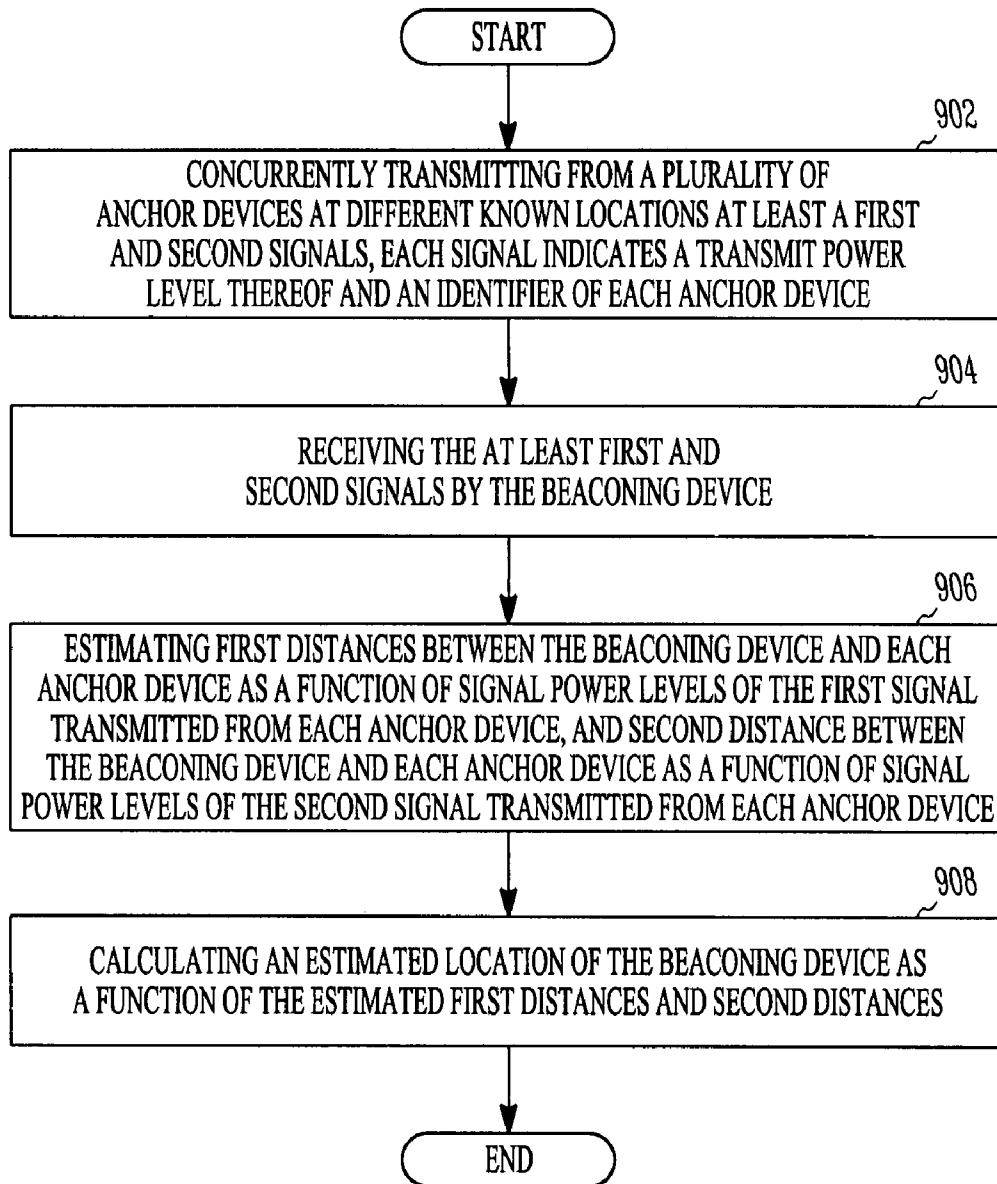 START
902
CONCURRENTLY TRANSMITTING FROM A PLURALITY OF
ANCHOR DEVICES AT DIFFERENT KNOWN LOCATIONS AT LEAST A FIRST
AND SECOND SIGNALS, EACH SIGNAL INDICATES A TRANSMIT POWER
LEVEL THEREOF AND AN IDENTIFIER OF EACH ANCHOR DEVICE
904
RECEIVING THE AT LEAST FIRST AND
SECOND SIGNALS BY THE BEACONING DEVICE
906
ESTIMATING FIRST DISTANCES BETWEEN THE BEACONING DEVICE AND EACH
ANCHOR DEVICE AS A FUNCTION OF SIGNAL POWER LEVELS OF THE FIRST SIGNAL
TRANSMITTED FROM EACH ANCHOR DEVICE, AND SECOND DISTANCE BETWEEN
THE BEACONING DEVICE AND EACH ANCHOR DEVICE AS A FUNCTION OF SIGNAL
POWER LEVELS OF THE SECOND SIGNAL TRANSMITTED FROM EACH ANCHOR DEVICE
908
CALCULATING AN ESTIMATED LOCATION OF THE BEACONING DEVICE AS
A FUNCTION OF THE ESTIMATED FIRST DISTANCES AND SECOND DISTANCES
END